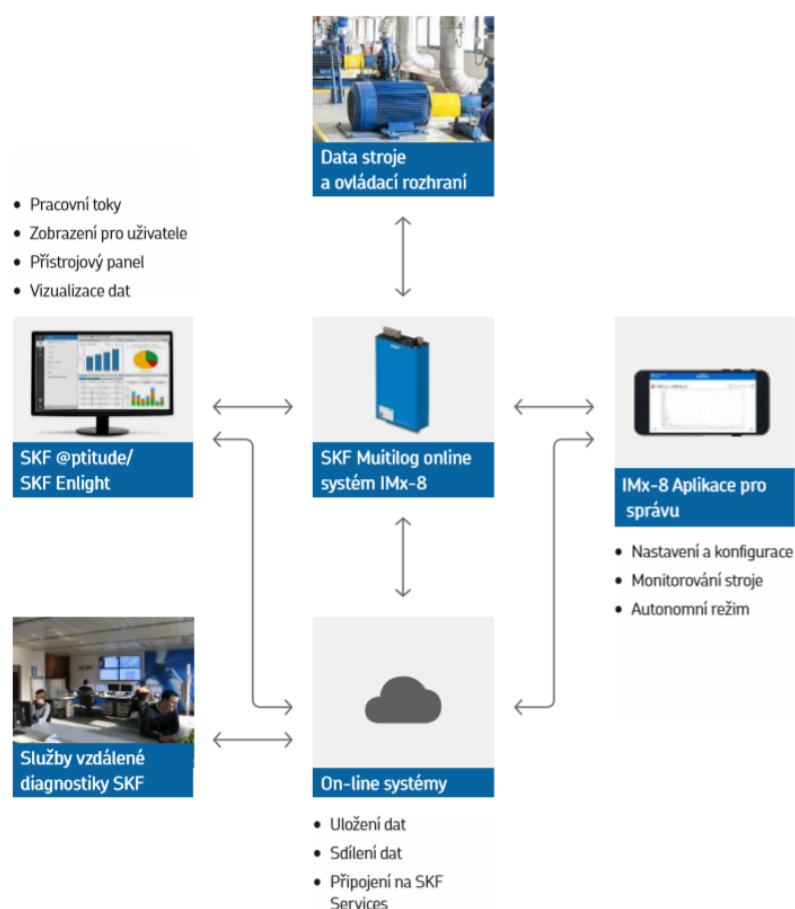 Data stroje
a ovládací rozhraní
• Pracovní toky
• Zobrazení pro uživatele
• Přístrojový panel
• Vizualizace dat
SKF @ptitude/
SKF Enlight
SKF Muitilog online
systém IMx-8
IMx-8 Aplikace pro
správu
• Nastavení a konfigurace
• Monitorování stroje
• Autonomní režim
Služby vzdálené
diagnostiky SKF
On-line systémy
• Uložení dat
• Sdílení dat
• Připojení na SKF
Services